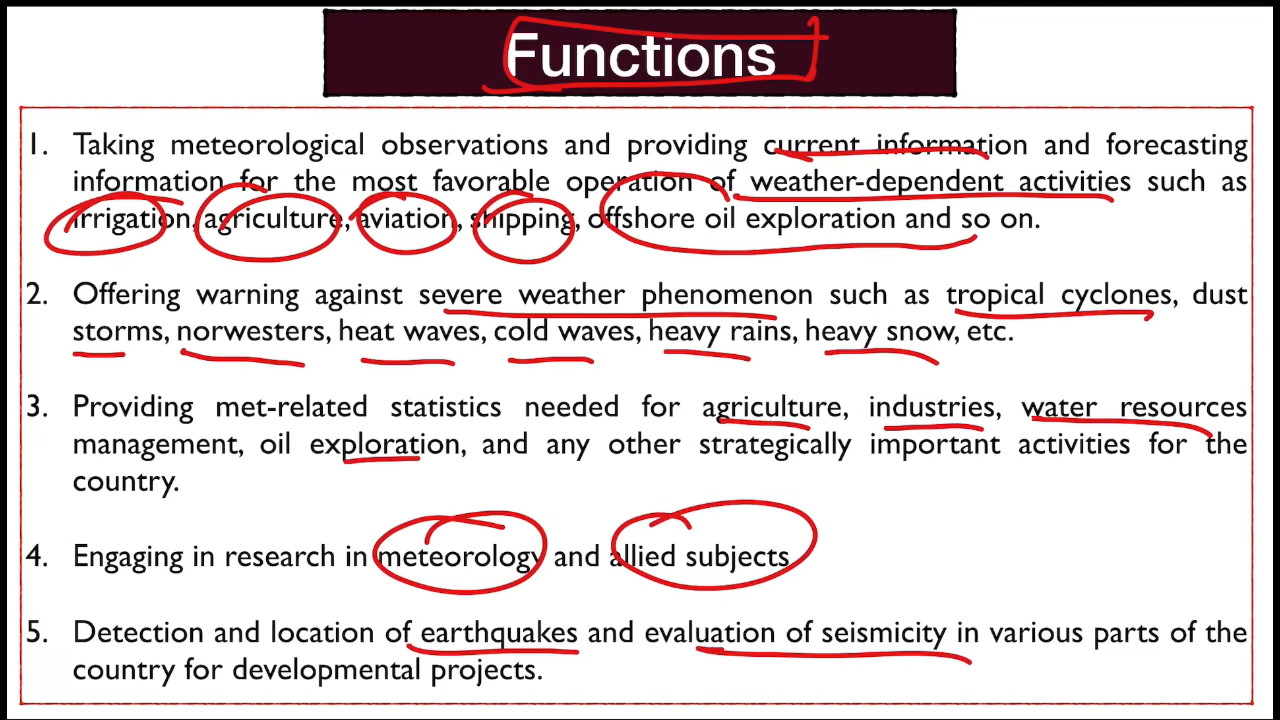 Functions
1. Taking meteorological observations and providing current information and forecasting
information for the most favorable operation of weather-dependent activities such as
irrigation, agriculture, aviation, shipping, offshore oil exploration and so on.
2. Offering warning against severe weather phenomenon such as tropical cyclones, dust
storms, norwesters, heat waves, cold waves, heavy rains, heavy snow, etc.
3. Providing met-related statistics needed for agriculture, industries, water resources
management, oil exploration, and any other strategically important activities for the
country.
4. Engaging in research in meteorology and allied subjects
5. Detection and location of earthquakes and evaluation of seismicity in various parts of the
country for developmental projects.